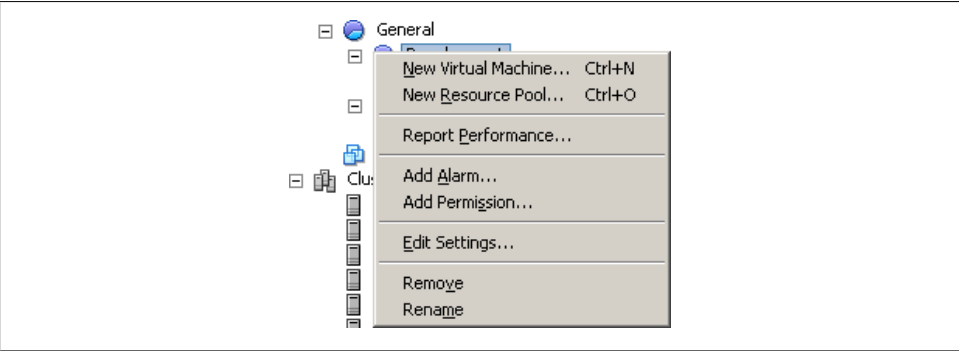 General
New Virtual Machine... Ctrl+N
New Resource Pool... Ctrl+O
Report Performance...
Add Alarm...
Add Permission...
Clu
Edit Settings...
Remove
Rename